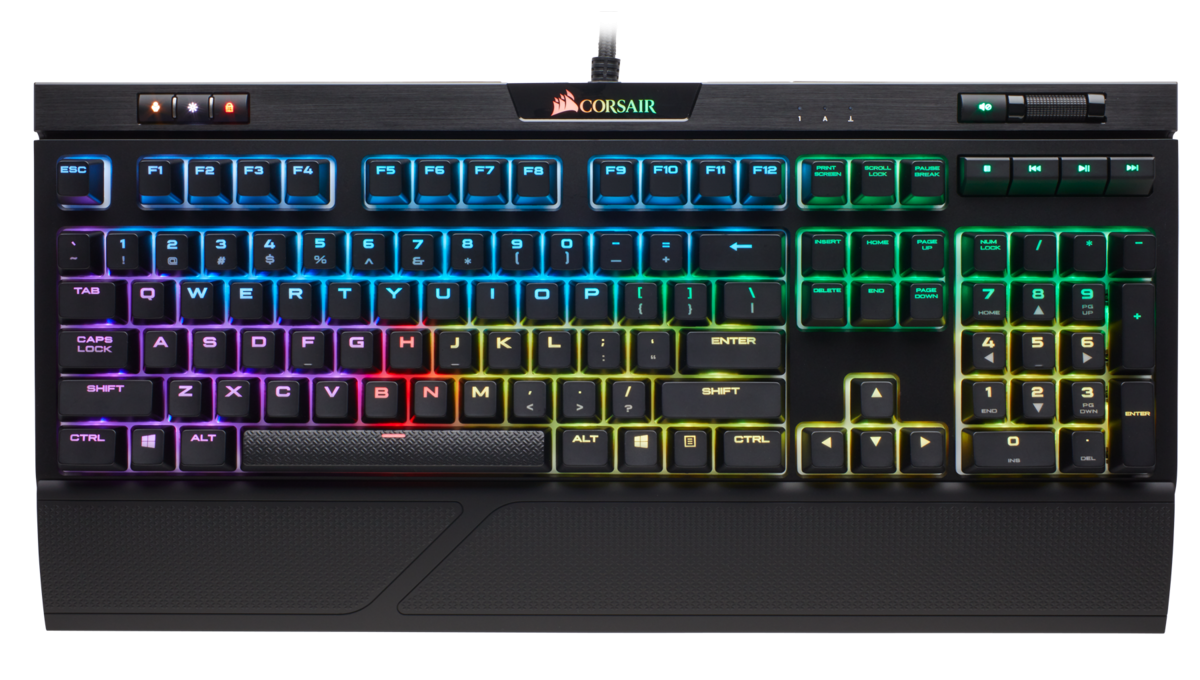 CORSAIR
1 A
ESC F1 F2 F3 F4 F5 F6 F7 F8 F9 F10 F11 F12 PRINT SCREEN SCROLL LOCK PAUSE BREAK
` ~ 1 ! 2 @ 3 # 4 $ 5 % 6 ^ 7 & 8 * 9 ( 0 ) - _ = + ← INSERT HOME PAGE UP NUM LOCK / * -
TAB Q W E R T Y U I O P [ { ] } \ | DELETE END PAGE DOWN 7 HOME 8 ▲ 9 PG UP +
CAPS LOCK A S D F G H J K L ; : ' " ENTER 4 ◀ 5 6 ▶
SHIFT Z X C V B N M , < . > / ? SHIFT ▲ 1 END 2 ▼ 3 PG DWN ENTER
CTRL ALT ALT CTRL ◀ ▼ ▶ 0 INS . DEL